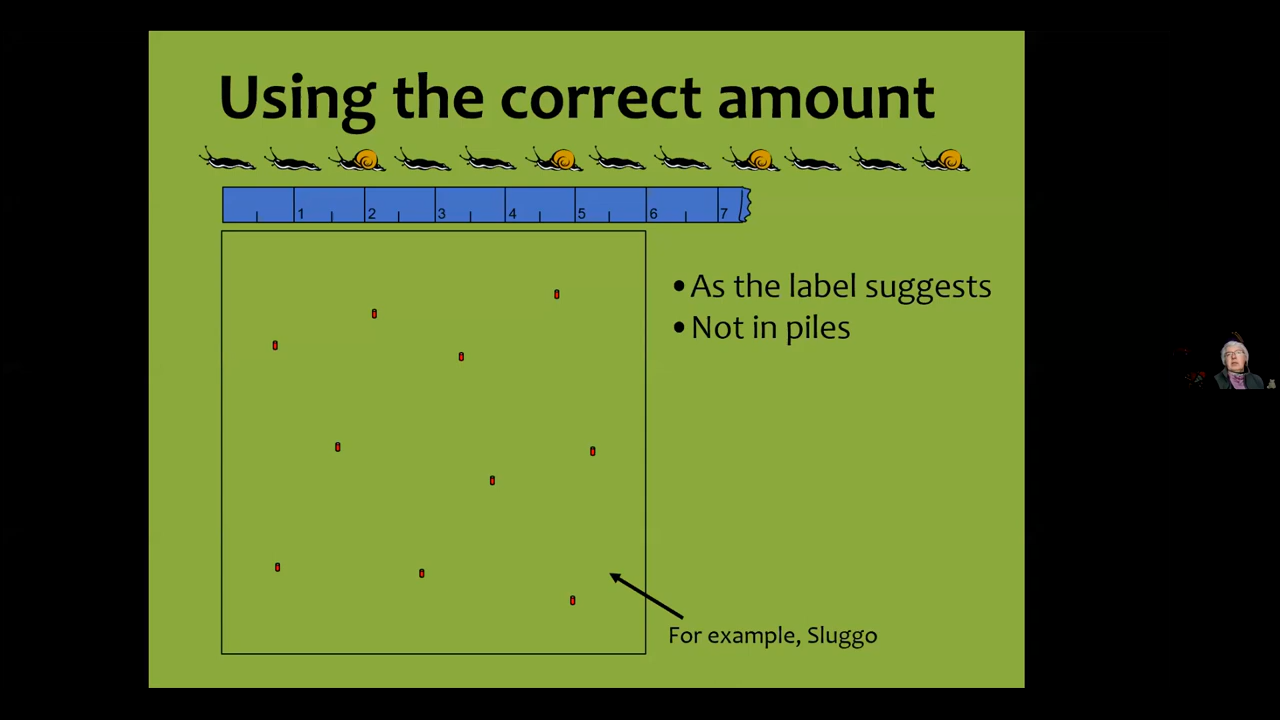 Using the correct amount
1 2 3 4 5 6 7
•As the label suggests
•Not in piles
For example, Sluggo